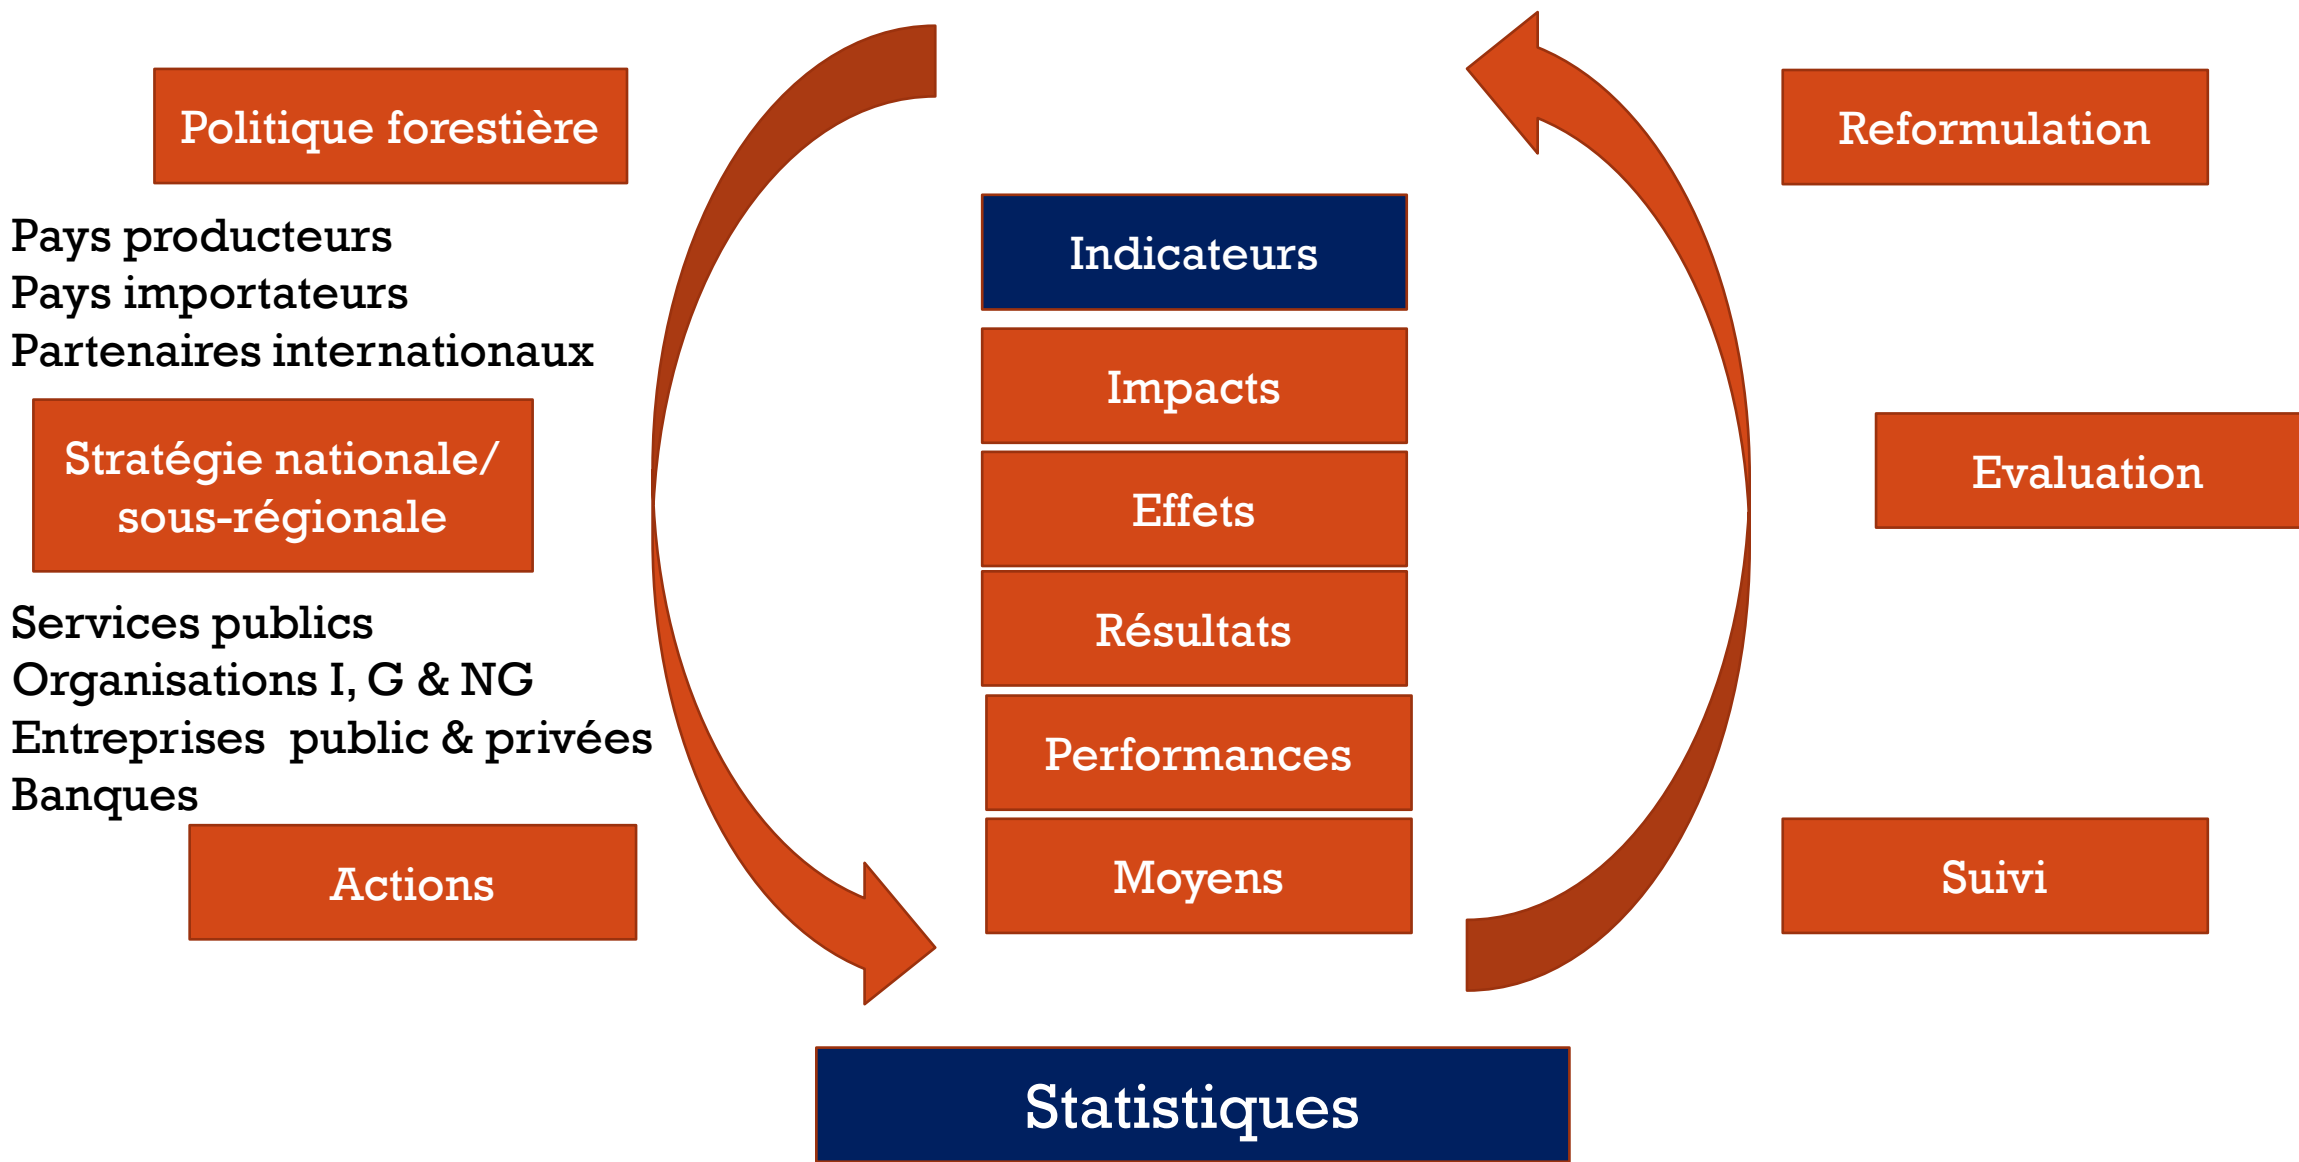 Politique forestière
Pays producteurs
Pays importateurs
Partenaires internationaux
Stratégie nationale/
sous-régionale
Services publics
Organisations I, G & NG
Entreprises  public & privées
Banques
Actions
Indicateurs
Impacts
Effets
Résultats
Performances
Moyens
Reformulation
Evaluation
Suivi
Statistiques